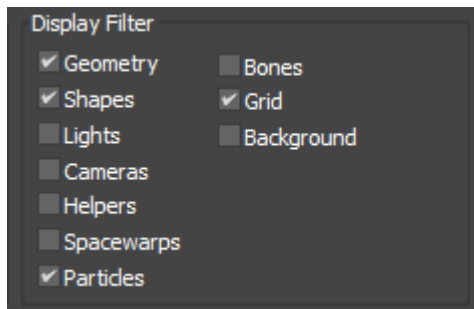 Display Filter
Geometry
Shapes
Lights
Cameras
Helpers
Spacewarps
Particles
Bones
Grid
Background